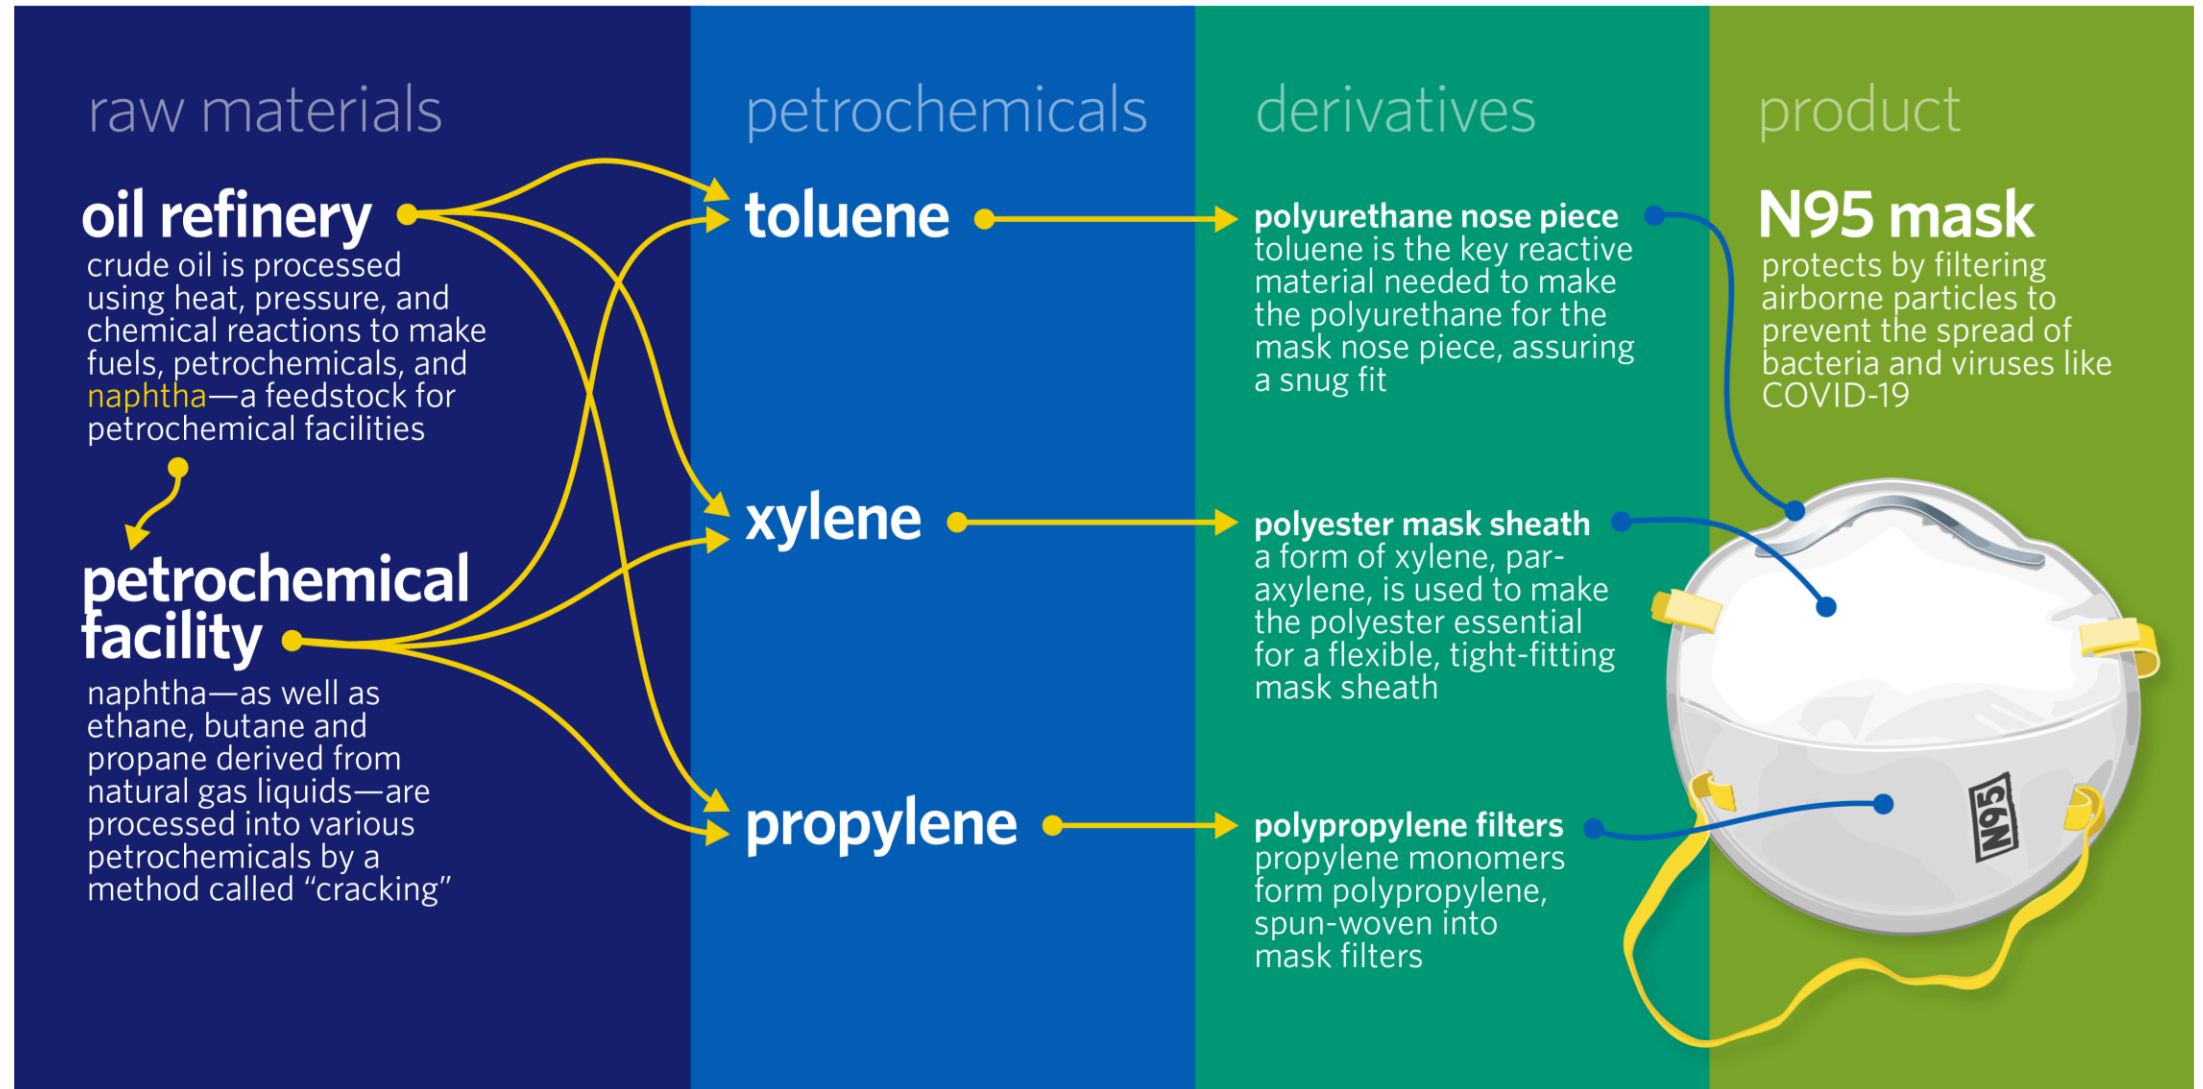 raw materials
oil refinery
crude oil is processed
using heat, pressure, and
chemical reactions to make
fuels, petrochemicals, and
naphtha—a feedstock for
petrochemical facilities
petrochemical
facility
naphtha—as well as
ethane, butane and
propane derived from
natural gas liquids—are
processed into various
petrochemicals by a
method called “cracking”
petrochemicals
toluene
xylene
propylene
derivatives
polyurethane nose piece
toluene is the key reactive
material needed to make
the polyurethane for the
mask nose piece, assuring
a snug fit
polyester mask sheath
a form of xylene, par-
axylene, is used to make
the polyester essential
for a flexible, tight-fitting
mask sheath
polypropylene filters
propylene monomers
form polypropylene,
spun-woven into
mask filters
product
N95 mask
protects by filtering
airborne particles to
prevent the spread of
bacteria and viruses like
COVID-19
N95